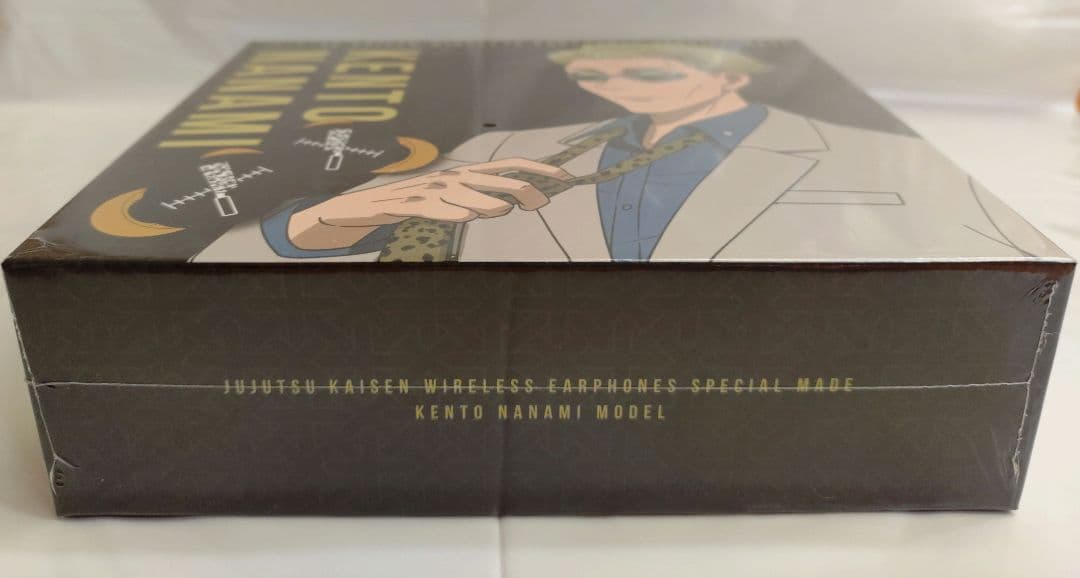 KENTO
NANAMI
JUJUTSU KAISEN WIRELESS EARPHONES SPECIAL MADE
KENTO NANAMI MODEL